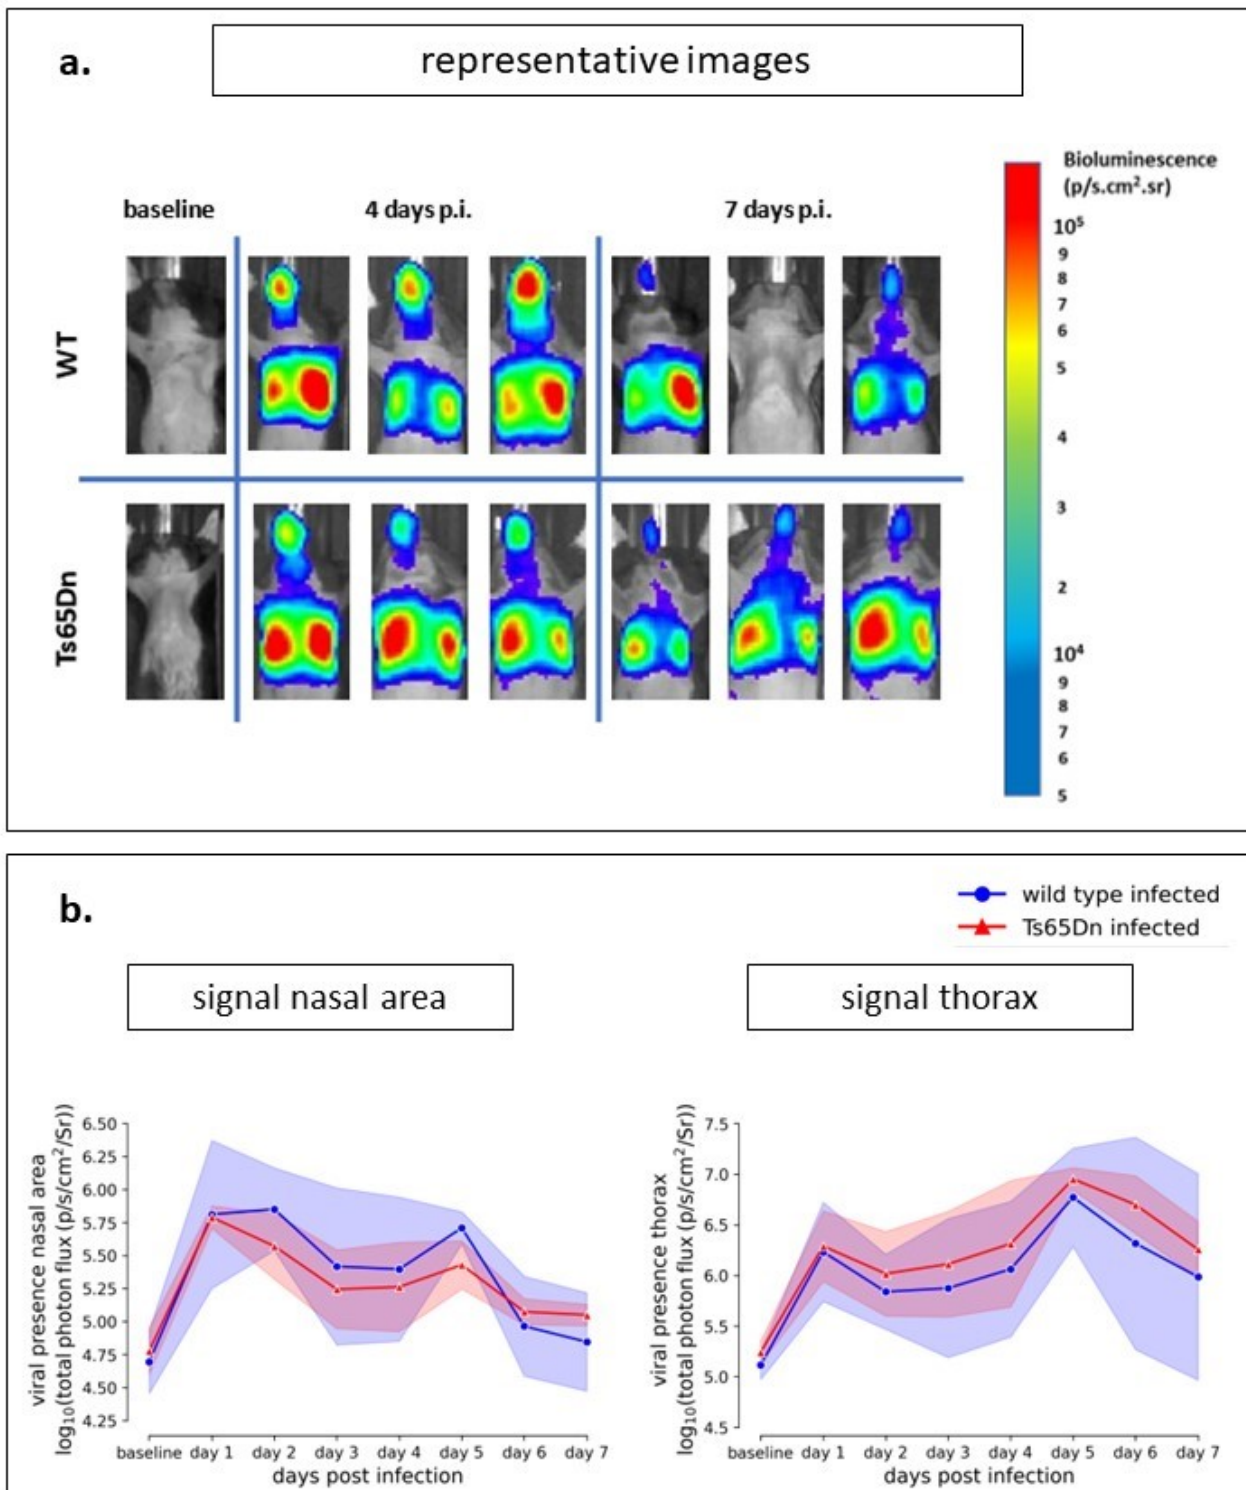 a.
representative images
Bioluminescence
(p/s.cm².sr)
baseline
4 days p.i.
7 days p.i.
WT
Ts65Dn
10⁵
9
8
7
6
5
4
3
2
10⁴
9
8
7
6
5
b.
wild type infected
Ts65Dn infected
signal nasal area
signal thorax
viral presence nasal area
log₁₀(total photon flux (p/s/cm²/Sr))
6.50
6.25
6.00
5.75
5.50
5.25
5.00
4.75
4.50
4.25
baseline day 1 day 2 day 3 day 4 day 5 day 6 day 7
days post infection
viral presence thorax
log₁₀(total photon flux (p/s/cm²/Sr))
7.5
7.0
6.5
6.0
5.5
5.0
4.5
baseline day 1 day 2 day 3 day 4 day 5 day 6 day 7
days post infection